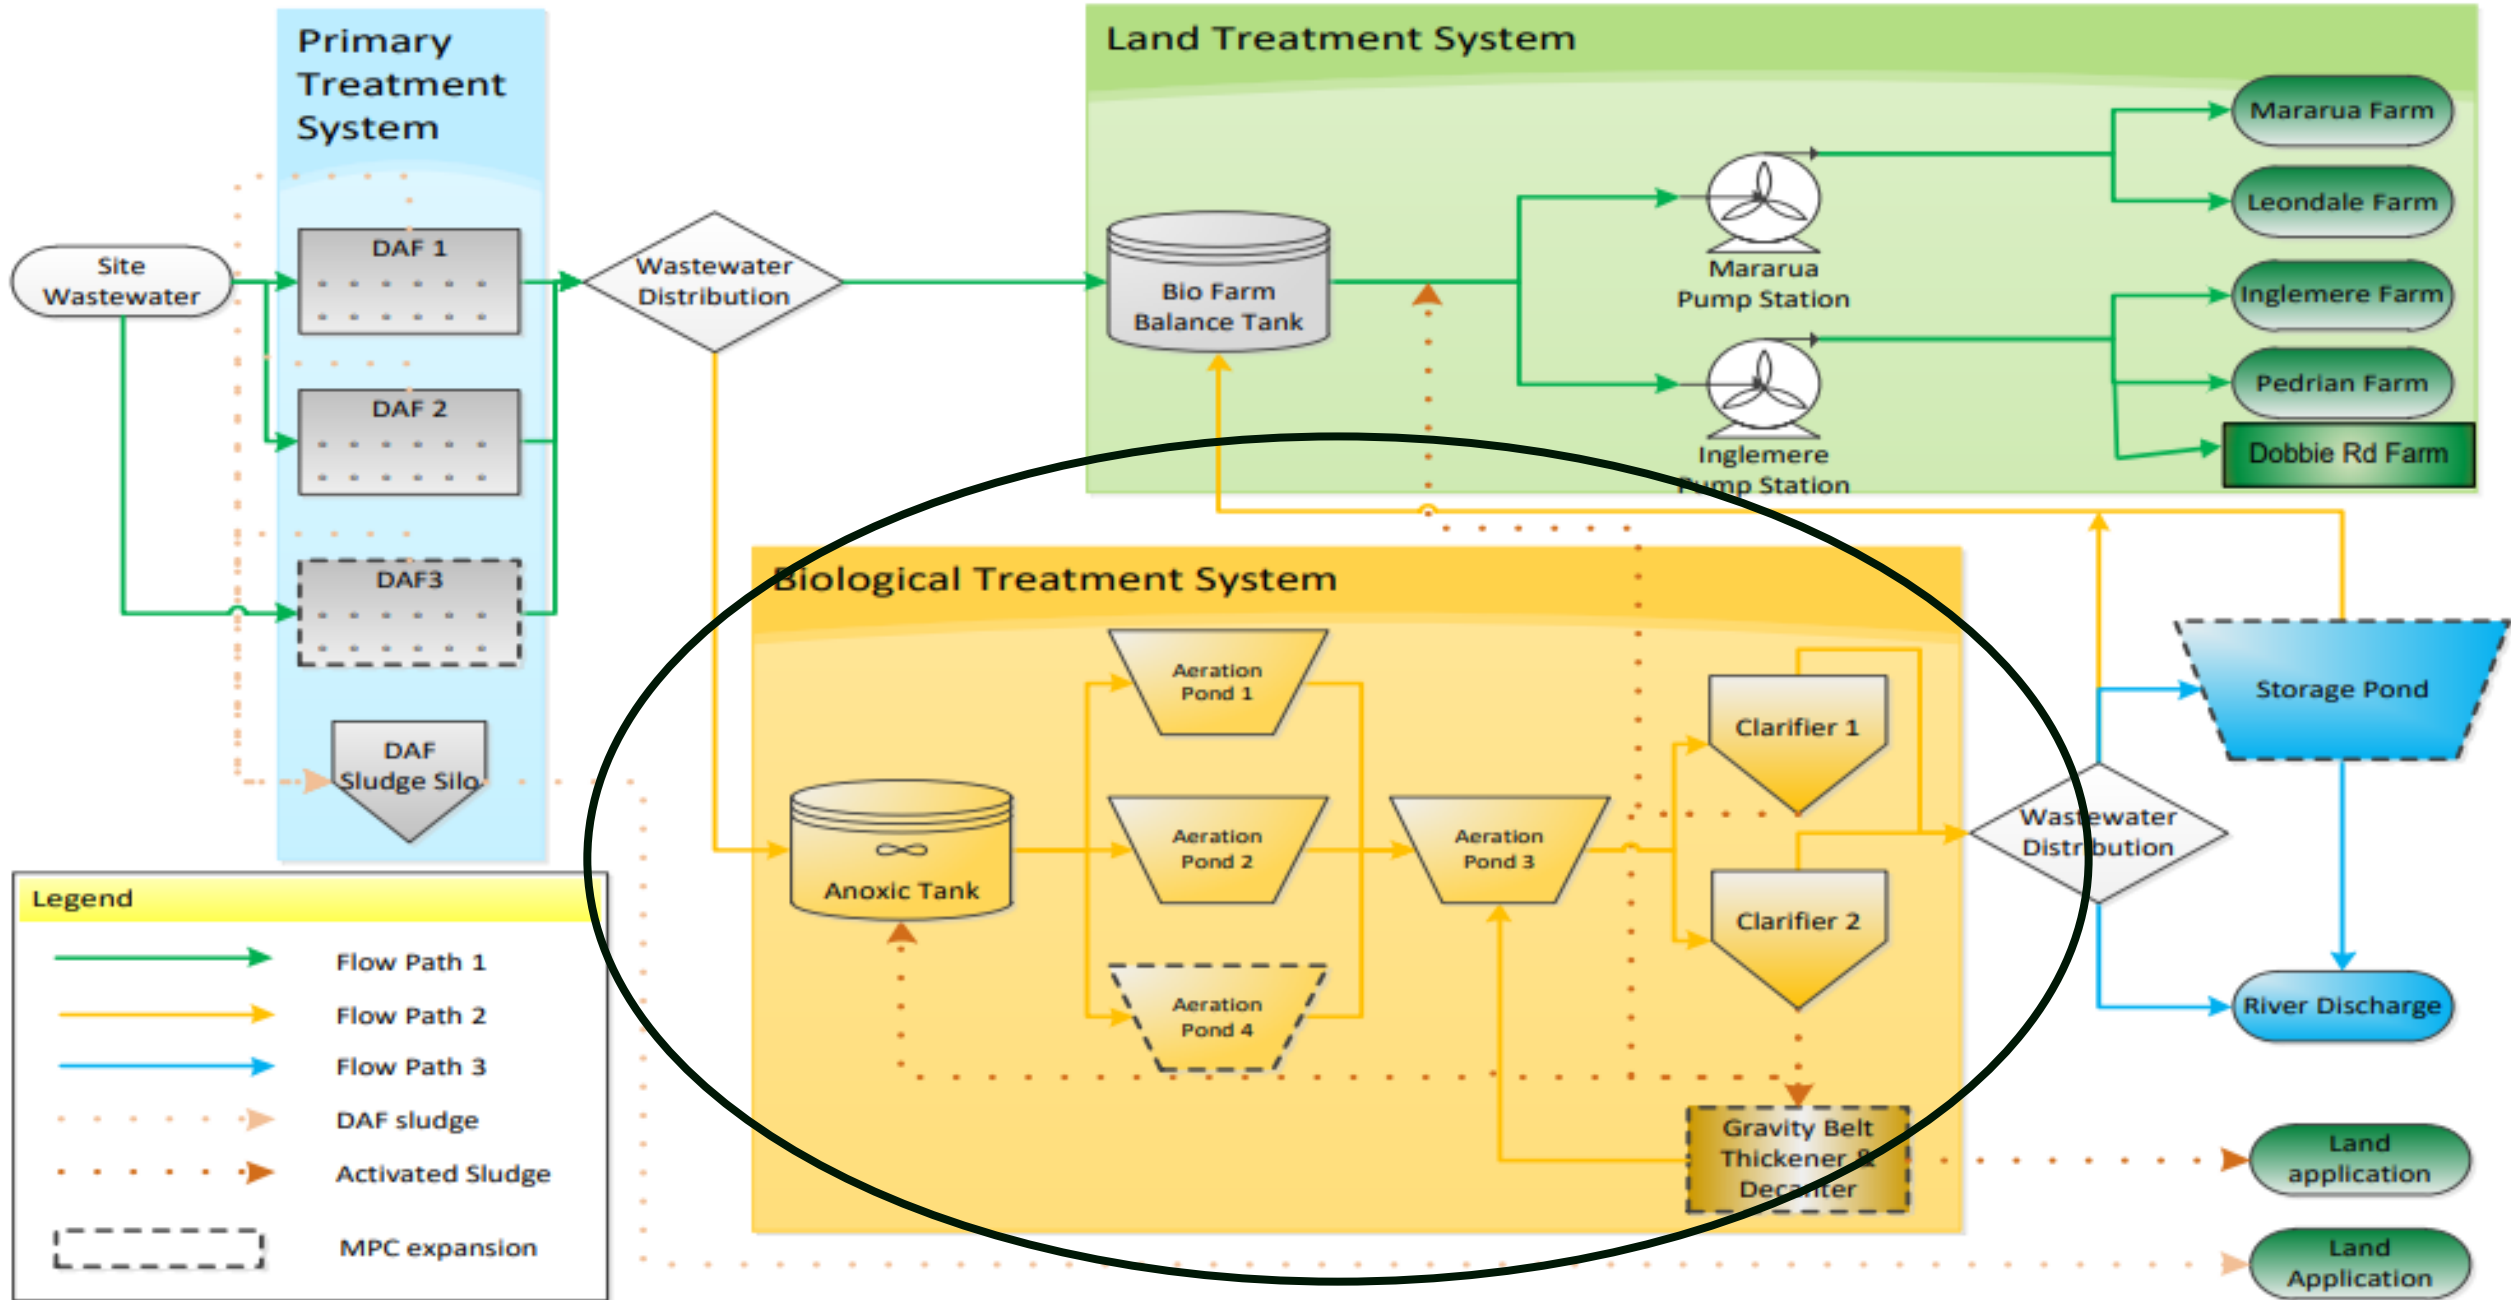 Primary
Treatment
System
Land Treatment System
Site
Wastewater
DAF 1
DAF 2
DAF3
DAF
Sludge Silo
Wastewater
Distribution
Bio Farm
Balance Tank
Mararua
Pump Station
Inglemere
Pump Station
Mararua Farm
Leondale Farm
Inglemere Farm
Pedrian Farm
Dobbie Rd Farm
Biological Treatment System
Anoxic Tank
Aeration
Pond 1
Aeration
Pond 2
Aeration
Pond 4
Aeration
Pond 3
Clarifier 1
Clarifier 2
Gravity Belt
Thickener &
Decanter
Wastewater
Distribution
Storage Pond
River Discharge
Land
application
Land
Application
Legend
Flow Path 1
Flow Path 2
Flow Path 3
DAF sludge
Activated Sludge
MPC expansion